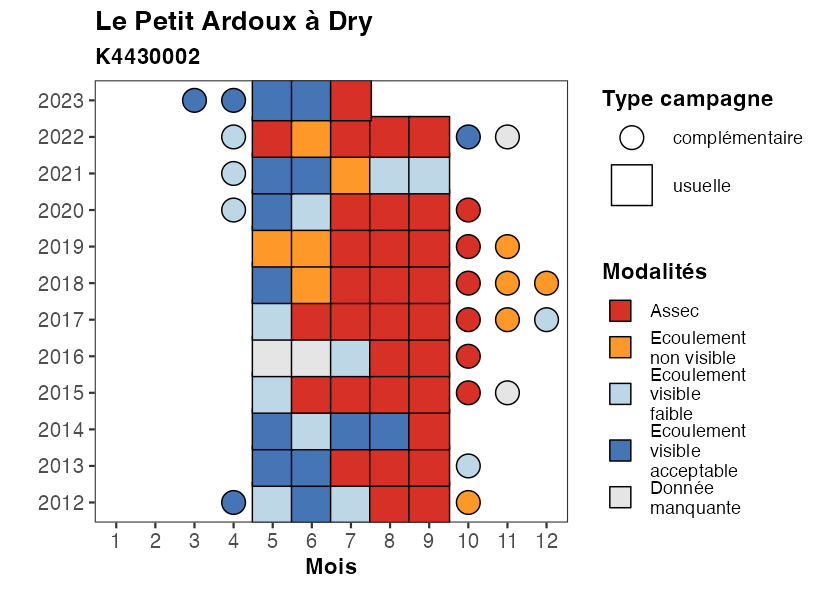 Le Petit Ardoux à Dry
K4430002
2023
2022
2021
2020
2019
2018
2017
2016
2015
2014
2013
2012
1 2 3 4 5 6 7 8 9 10 11 12
Mois
Type campagne
complémentaire
usuelle
Modalités
Assec
Ecoulement
non visible
Ecoulement
visible
faible
Ecoulement
visible
acceptable
Donnée
manquante